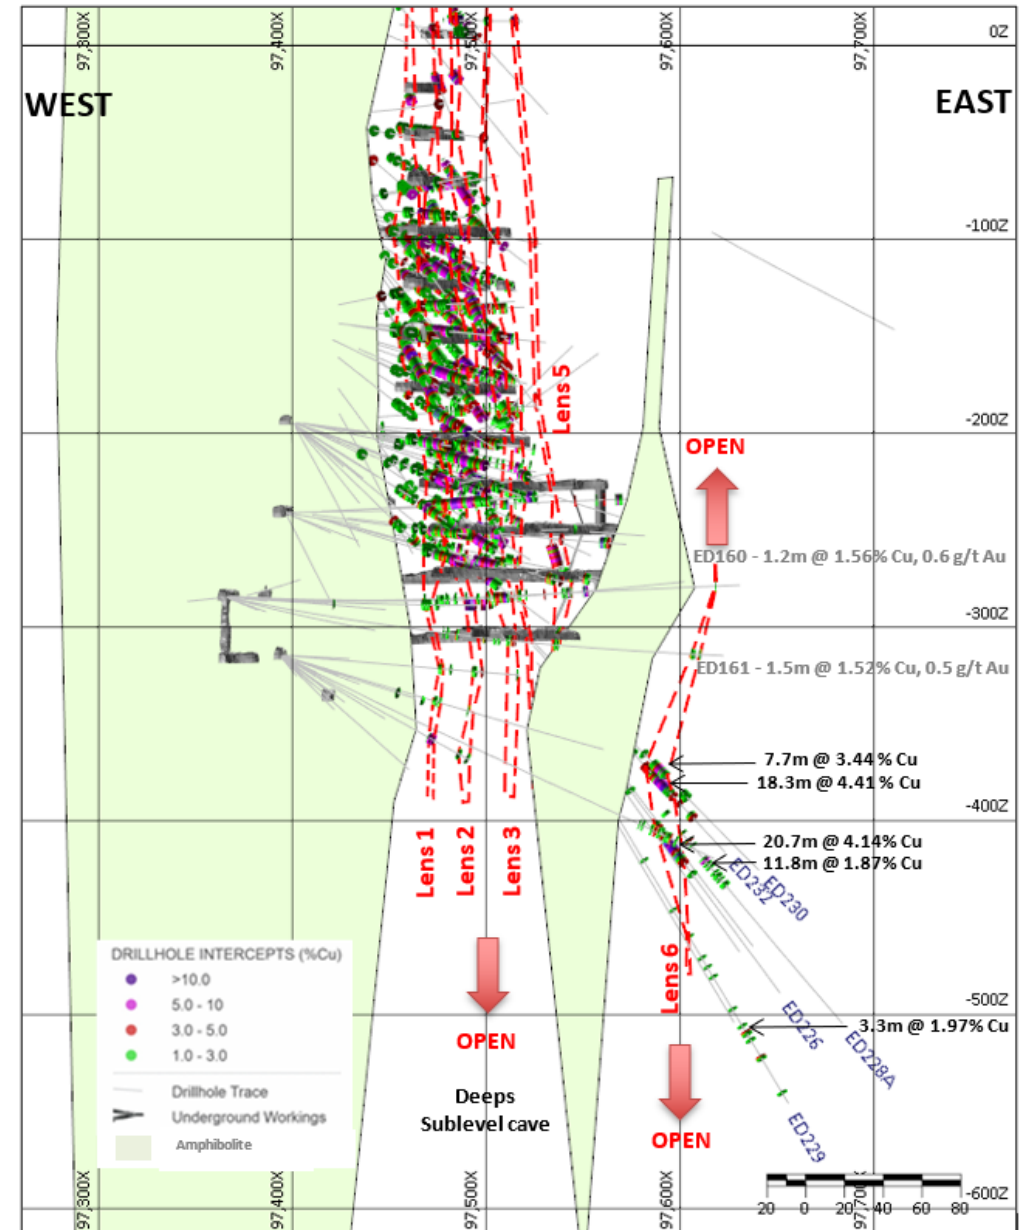 97,300X
97,400X
97,500X
97,600X
97,700X
0Z
WEST
EAST
-100Z
Lens 5
-200Z
OPEN
ED160 - 1.2m @ 1.56% Cu, 0.6 g/t Au
-300Z
ED161 - 1.5m @ 1.52% Cu, 0.5 g/t Au
7.7m @ 3.44 % Cu
18.3m @ 4.41 % Cu
-400Z
20.7m @ 4.14% Cu
11.8m @ 1.87% Cu
Lens 1
Lens 2
Lens 3
ED232
ED230
Lens 6
DRILLHOLE INTERCEPTS (%Cu)
>10.0
5.0 - 10
3.0 - 5.0
1.0 - 3.0
Drillhole Trace
Underground Workings
Amphibolite
-500Z
OPEN
3.3m @ 1.97% Cu
ED226
ED228A
Deeps
Sublevel cave
OPEN
ED229
97,300X
97,400X
97,500X
97,600X
97,700X
-600Z
20 0 20 40 60 80